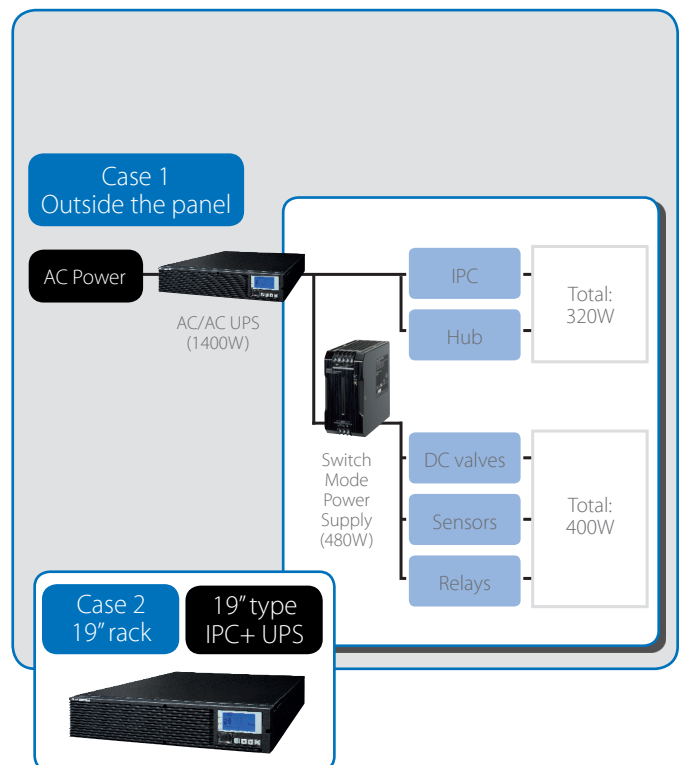 Case 1
Outside the panel
AC Power
AC/AC UPS
(1400W)
IPC
Hub
Total:
320W
Switch
Mode
Power
Supply
(480W)
DC valves
Sensors
Relays
Total:
400W
Case 2
19” rack
19” type
IPC+ UPS